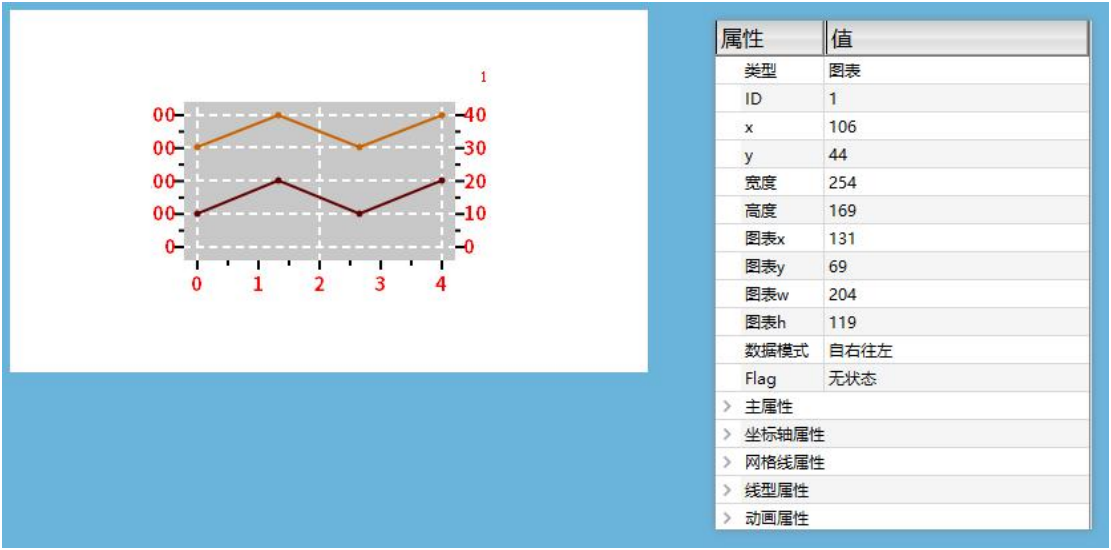 1
00 40
00 30
00 20
00 10
0 0
0 1 2 3 4
属性 值
类型 图表
ID 1
x 106
y 44
宽度 254
高度 169
图表x 131
图表y 69
图表w 204
图表h 119
数据模式 自右往左
Flag 无状态
主属性
坐标轴属性
网格线属性
线型属性
动画属性